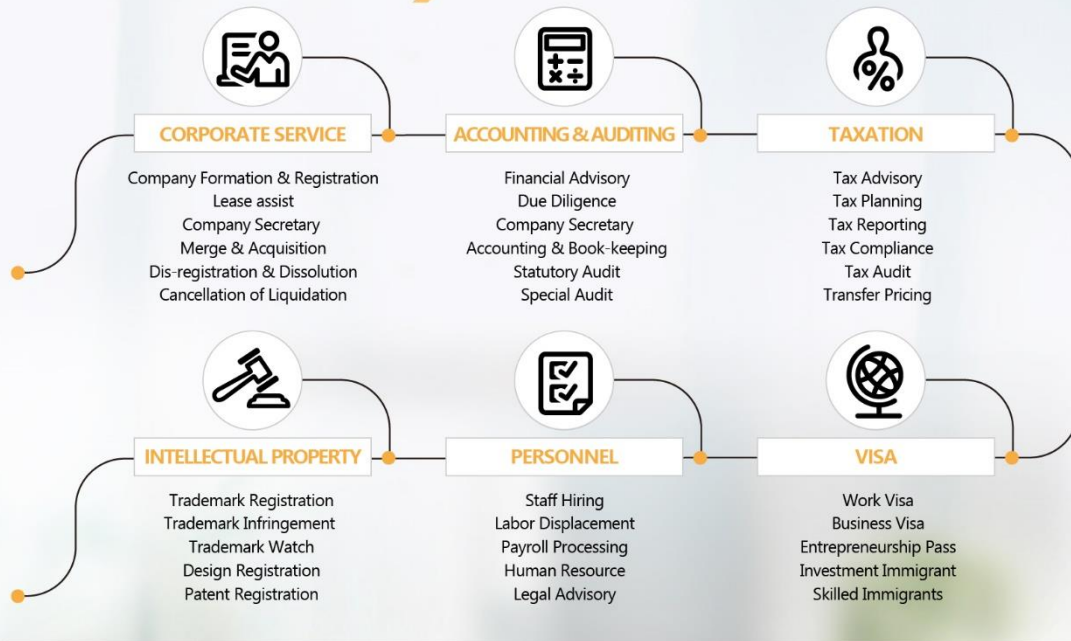 CORPORATE SERVICE
Company Formation & Registration
Lease assist
Company Secretary
Merge & Acquisition
Dis-registration & Dissolution
Cancellation of Liquidation
ACCOUNTING & AUDITING
Financial Advisory
Due Diligence
Company Secretary
Accounting & Book-keeping
Statutory Audit
Special Audit
TAXATION
Tax Advisory
Tax Planning
Tax Reporting
Tax Compliance
Tax Audit
Transfer Pricing
INTELLECTUAL PROPERTY
Trademark Registration
Trademark Infringement
Trademark Watch
Design Registration
Patent Registration
PERSONNEL
Staff Hiring
Labor Displacement
Payroll Processing
Human Resource
Legal Advisory
VISA
Work Visa
Business Visa
Entrepreneurship Pass
Investment Immigrant
Skilled Immigrants